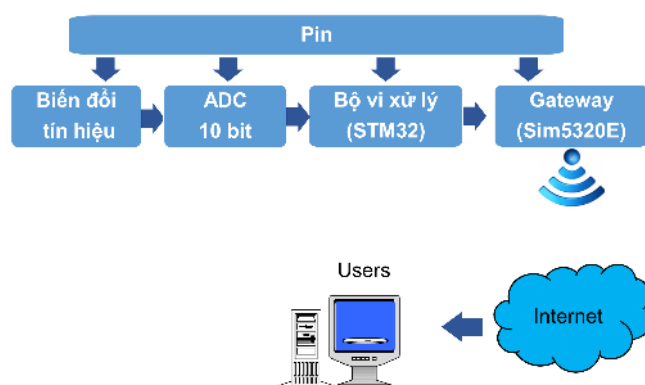 Pin
Biến đổi
tín hiệu
ADC
10 bit
Bộ vi xử lý
(STM32)
Gateway
(Sim5320E)
Users
Internet